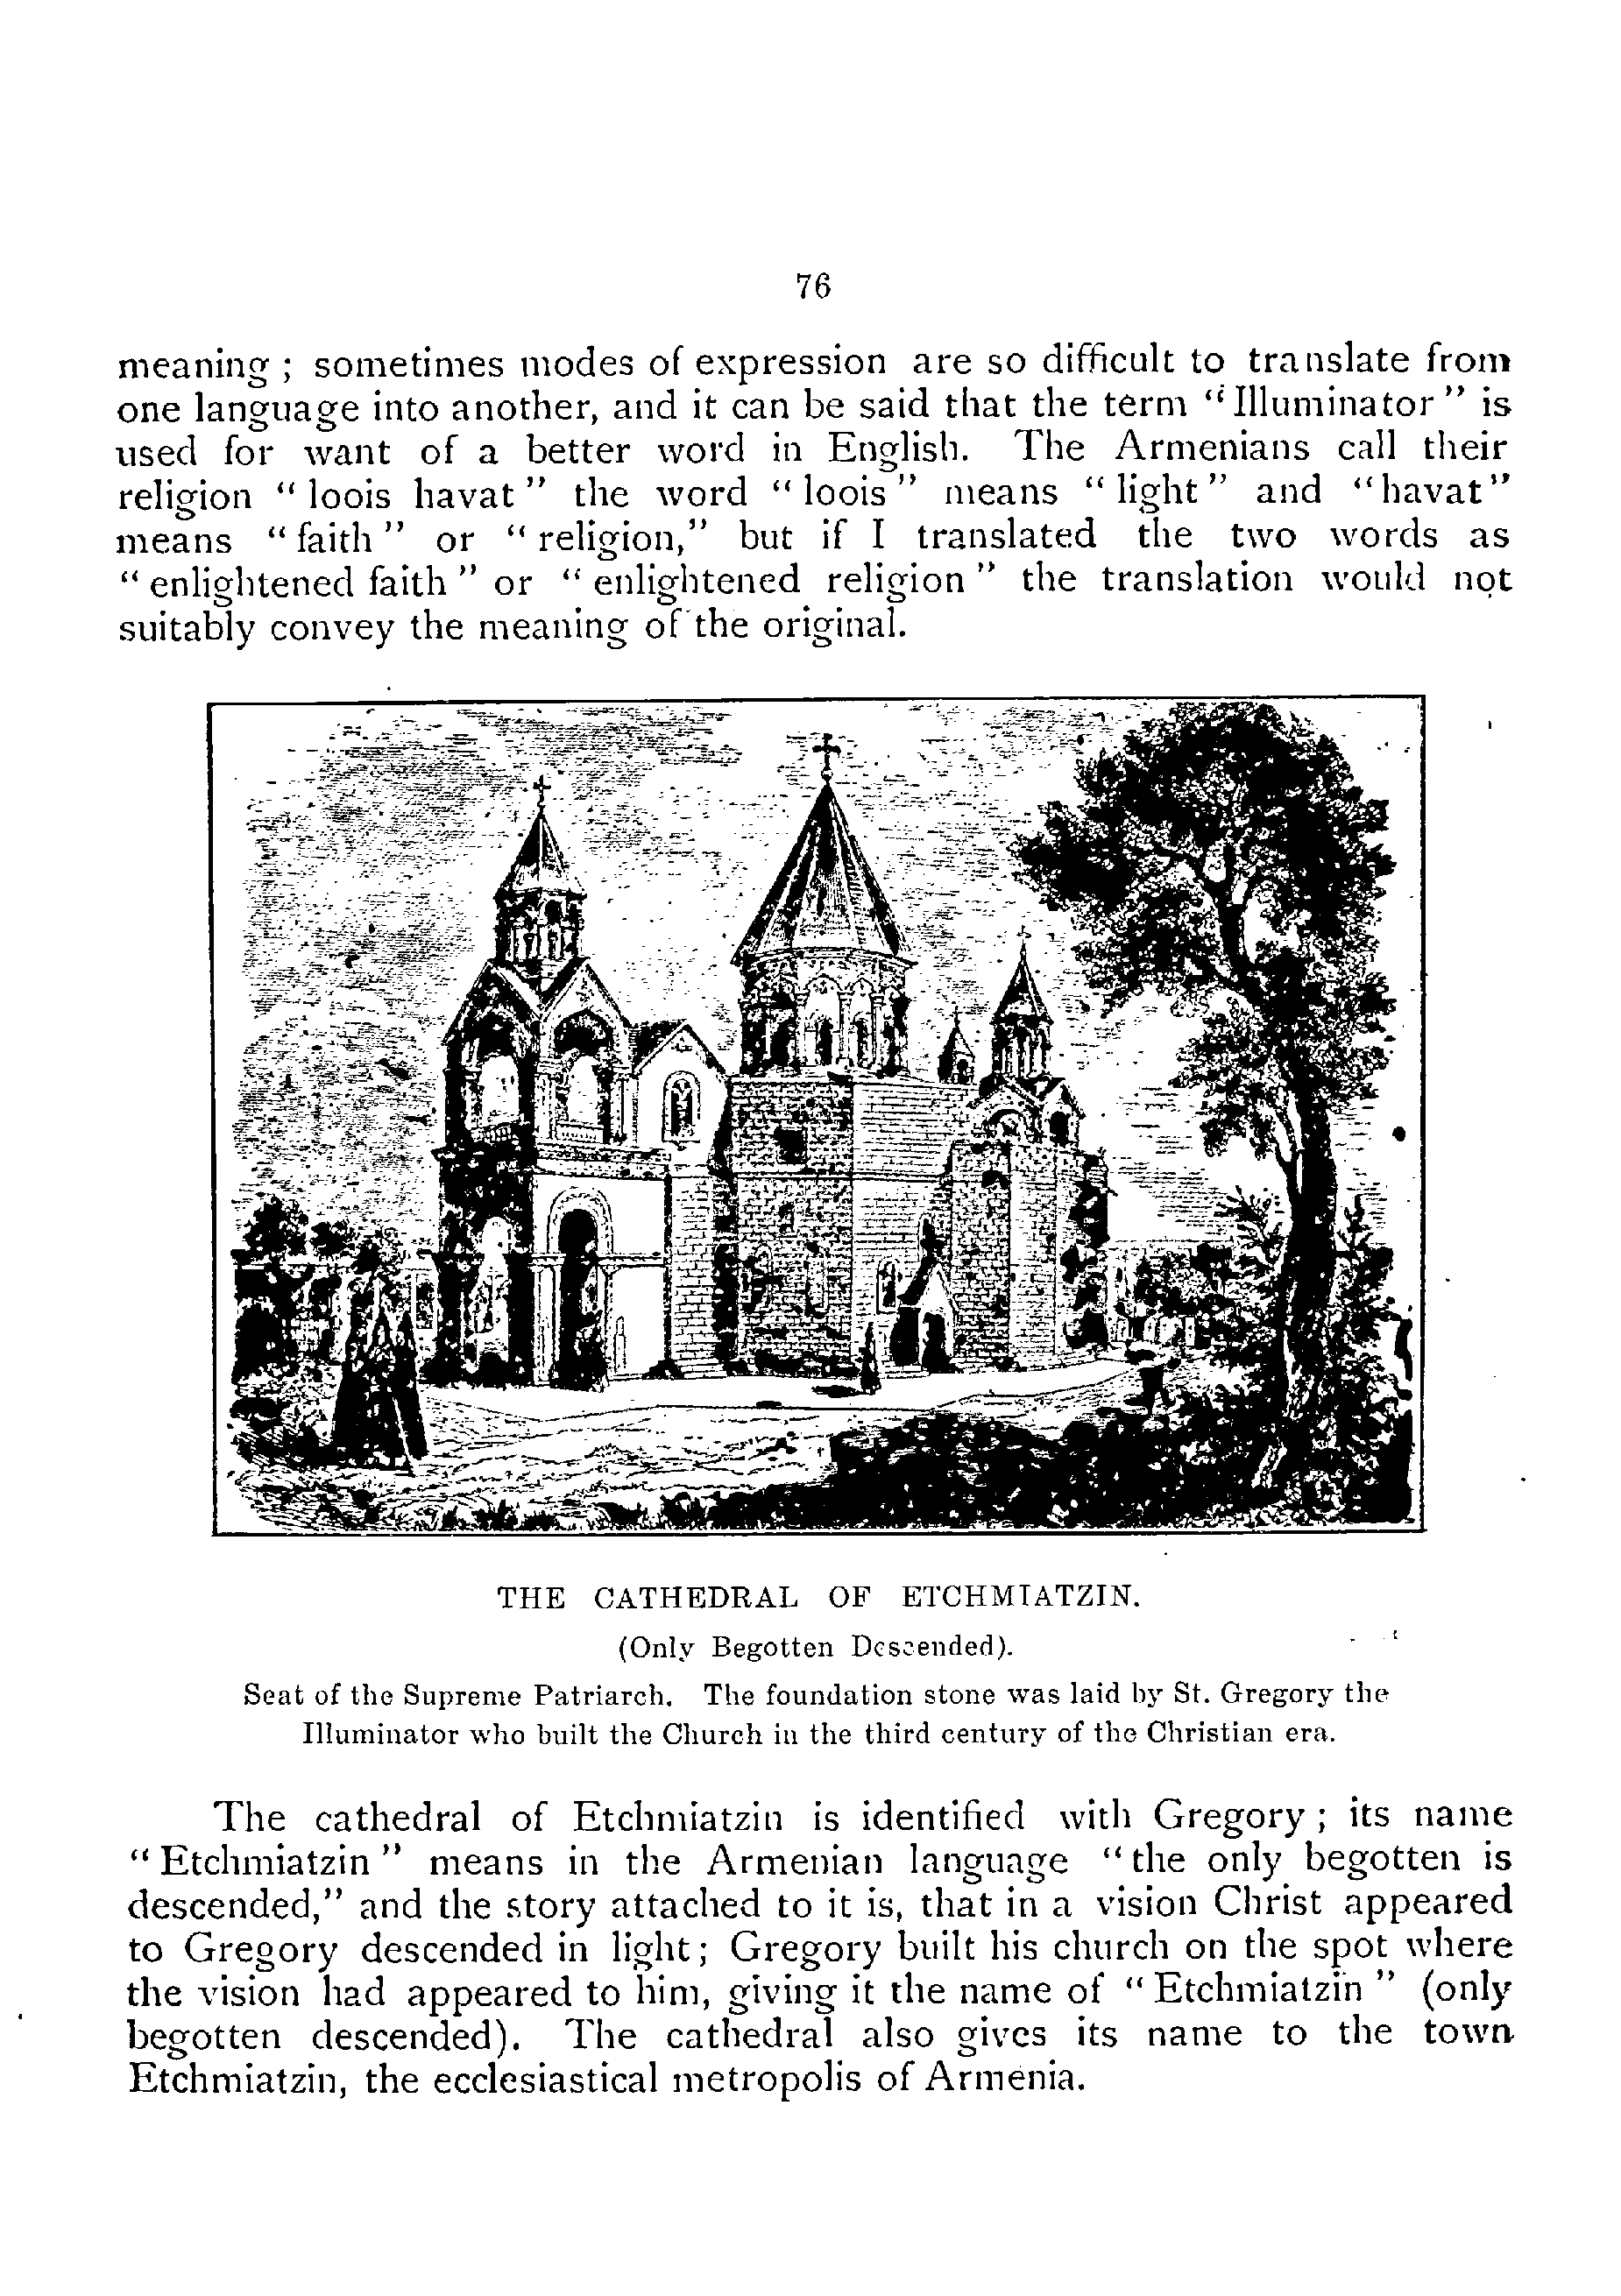 76
meaning ; sometimes modes of expression are so difficult to translate from
one language into another, and it can be said that the term “Illuminator” is
used for want of a better word in English. The Armenians call their
religion “loois havat” the word “loois” means “light” and “havat”
means “faith” or “religion,” but if I translated the two words as
“enlightened faith” or “enlightened religion” the translation would not
suitably convey the meaning of the original.
THE CATHEDRAL OF ETCHMIATZIN.
(Only Begotten Descended).
Seat of the Supreme Patriarch. The foundation stone was laid by St. Gregory the
Illuminator who built the Church in the third century of the Christian era.
The cathedral of Etchmiatzin is identified with Gregory ; its name
“Etchmiatzin” means in the Armenian language “the only begotten is
descended,” and the story attached to it is, that in a vision Christ appeared
to Gregory descended in light ; Gregory built his church on the spot where
the vision had appeared to him, giving it the name of “Etchmiatzin” (only
begotten descended). The cathedral also gives its name to the town
Etchmiatzin, the ecclesiastical metropolis of Armenia.